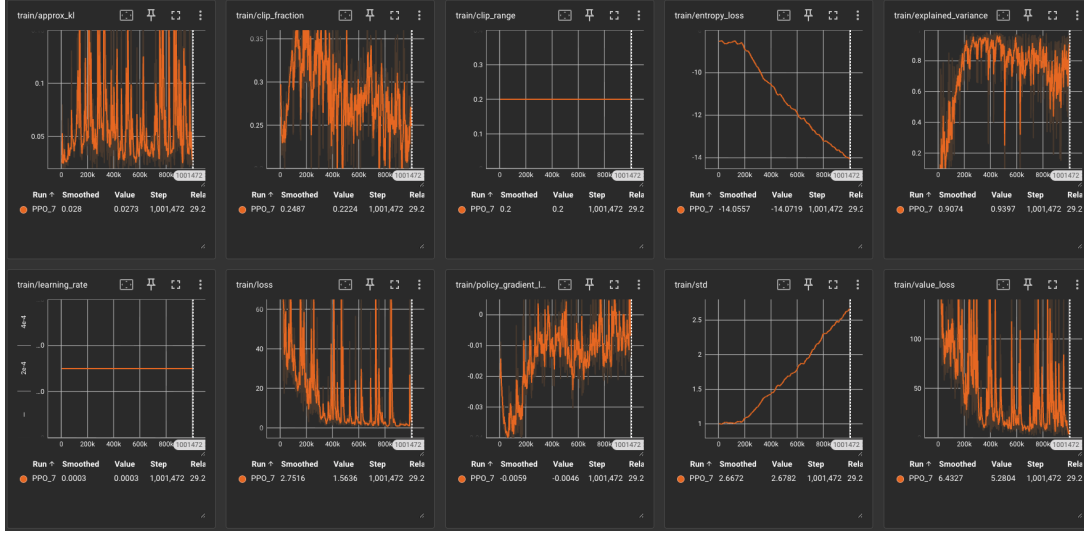 train/approx_kl
0.1
0.05
0 200k 400k 600k 800k 1001472
Run ↑ Smoothed Value Step Rela
PPO_7 0.028 0.0273 1,001,472 29.2
train/clip_fraction
0.35
0.3
0.25
0 200k 400k 600k 800k 1001472
Run ↑ Smoothed Value Step Rela
PPO_7 0.2487 0.2224 1,001,472 29.2
train/clip_range
0.3
0.2
0.1
0 200k 400k 600k 800k 1001472
Run ↑ Smoothed Value Step Rela
PPO_7 0.2 0.2 1,001,472 29.2
train/entropy_loss
-10
-12
-14
0 200k 400k 600k 800k 1001472
Run ↑ Smoothed Value Step Rela
PPO_7 -14.0557 -14.0719 1,001,472 29.2
train/explained_variance
0.8
0.6
0.4
0.2
0 200k 400k 600k 800k 1001472
Run ↑ Smoothed Value Step Rela
PPO_7 0.9074 0.9397 1,001,472 29.2
train/learning_rate
4e-4
...0
2e-4
...0
0 200k 400k 600k 800k 1001472
Run ↑ Smoothed Value Step Rela
PPO_7 0.0003 0.0003 1,001,472 29.2
train/loss
60
40
20
0
0 200k 400k 600k 800k 1001472
Run ↑ Smoothed Value Step Rela
PPO_7 2.7516 1.5636 1,001,472 29.2
train/policy_gradient_l...
0
-0.01
-0.02
-0.03
0 200k 400k 600k 800k 1001472
Run ↑ Smoothed Value Step Rela
PPO_7 -0.0059 -0.0046 1,001,472 29.2
train/std
2.5
2
1.5
1
0 200k 400k 600k 800k 1001472
Run ↑ Smoothed Value Step Rela
PPO_7 2.6672 2.6782 1,001,472 29.2
train/value_loss
100
50
0 200k 400k 600k 800k 1001472
Run ↑ Smoothed Value Step Rela
PPO_7 6.4327 5.2804 1,001,472 29.2